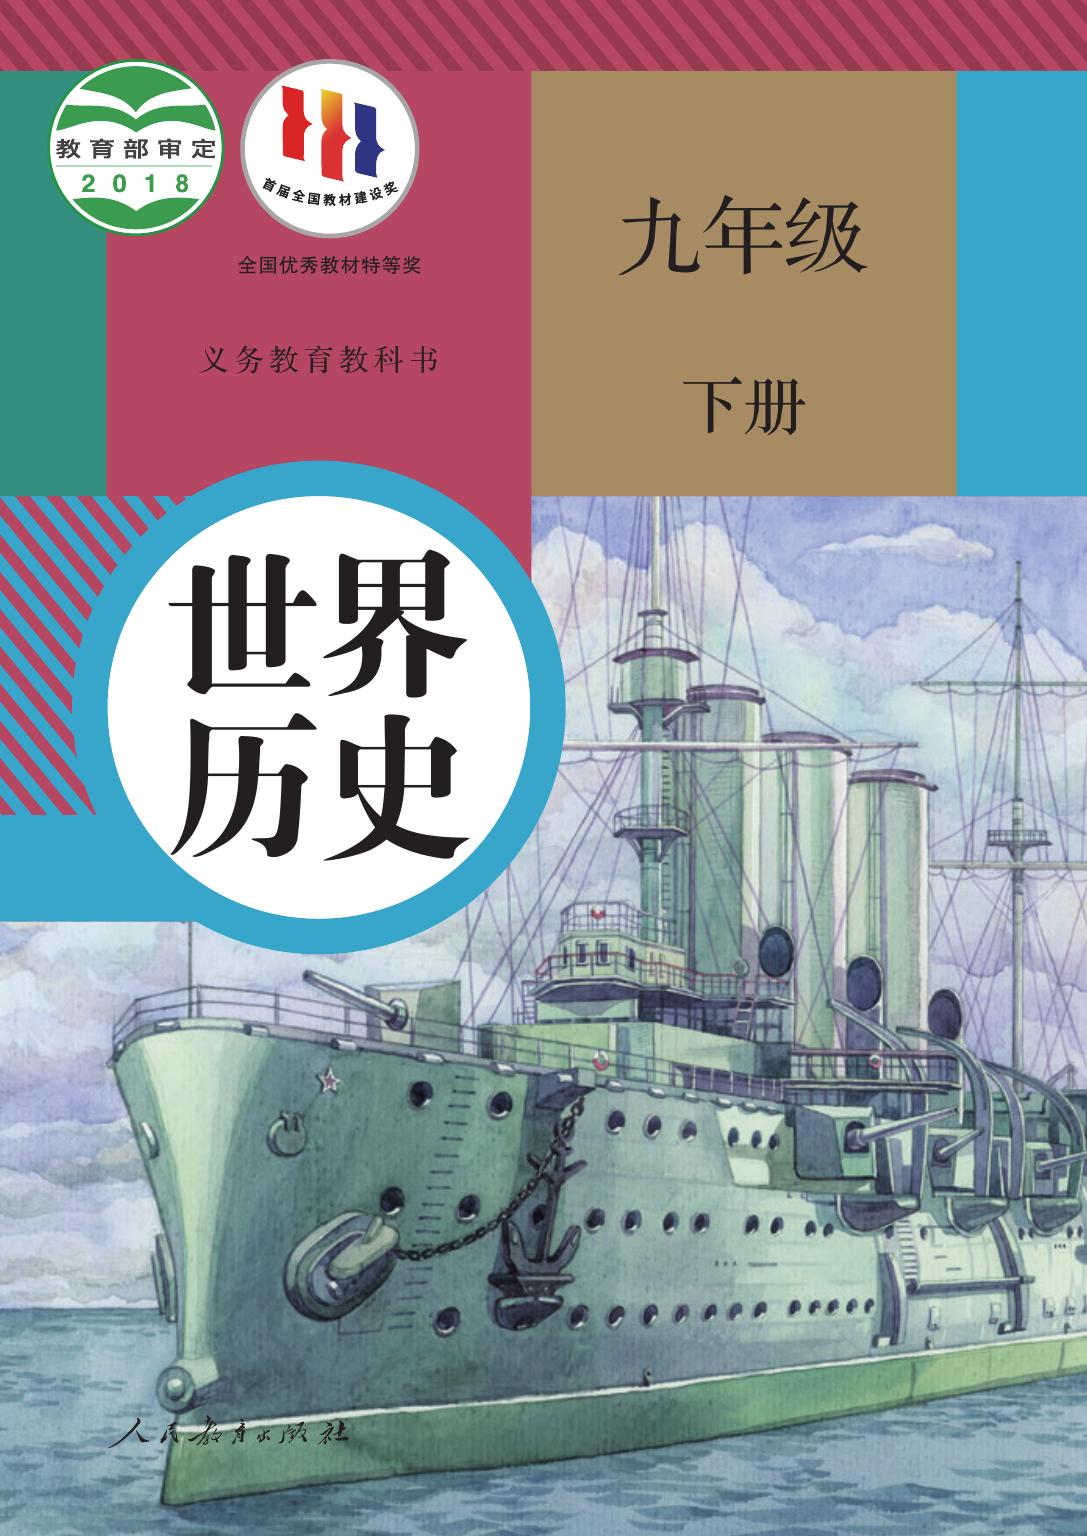 教育部审定
2018
首届全国教材建设奖
全国优秀教材特等奖
义务教育教科书
九年级
下册
世界
历史
人民教育出版社